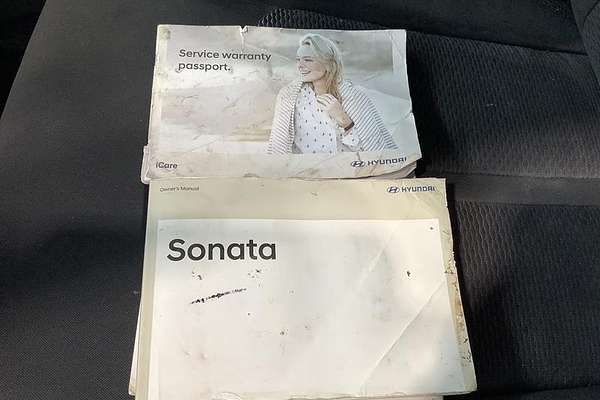 Service warranty
passport.
iCare
HYUNDAI
Owner's Manual
HYUNDAI
Sonata